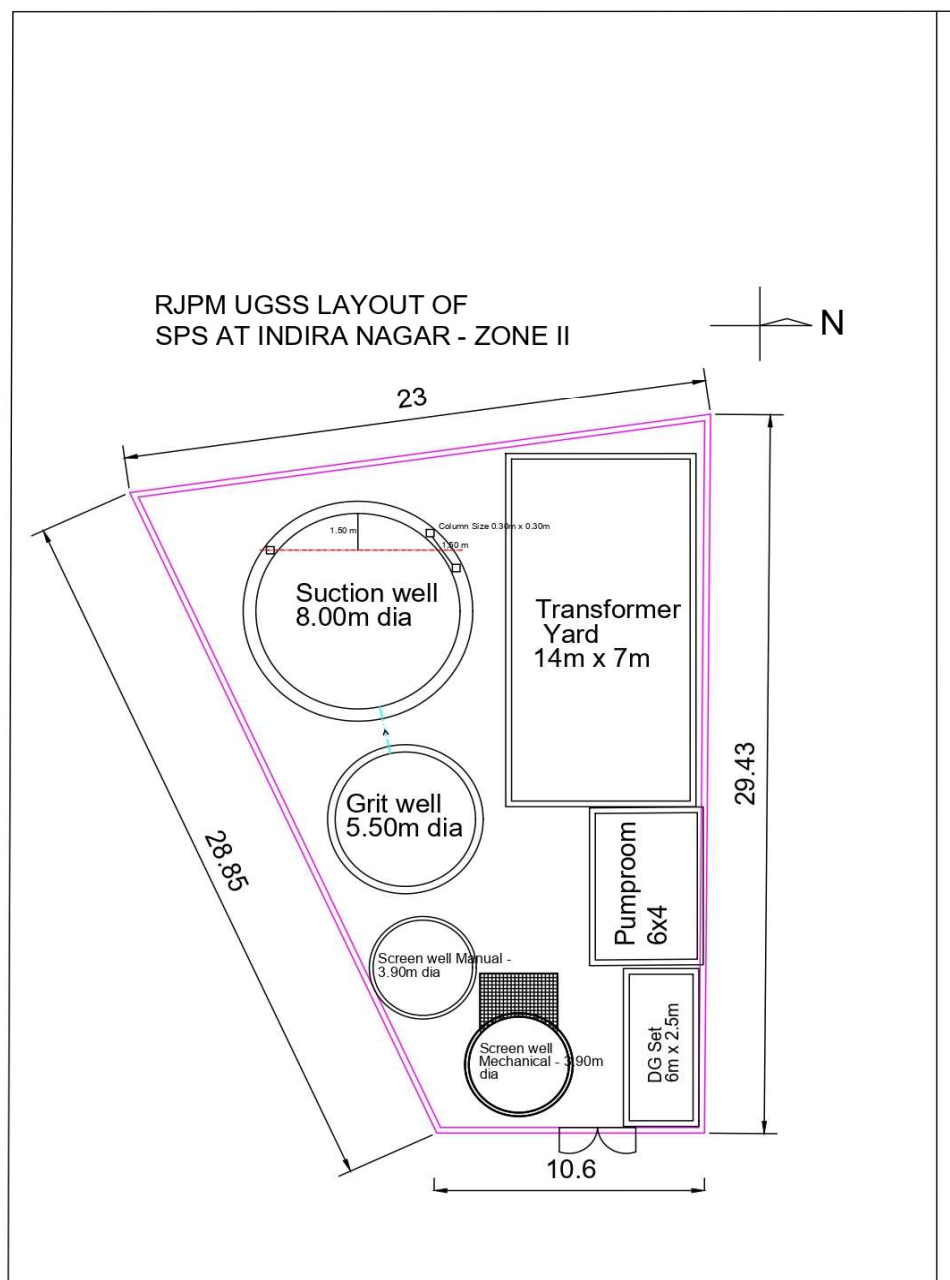 RJPM UGSS LAYOUT OF
SPS AT INDIRA NAGAR - ZONE II
N
23
1.50 m
Column Size 0.30m x 0.30m
1.50 m
Suction well
8.00m dia
Transformer
Yard
14m x 7m
29.43
Grit well
5.50m dia
28.85
Pumproom
6x4
Screen well Manual -
3.90m dia
Screen well
Mechanical - 3.90m
dia
DG Set
6m x 2.5m
10.6